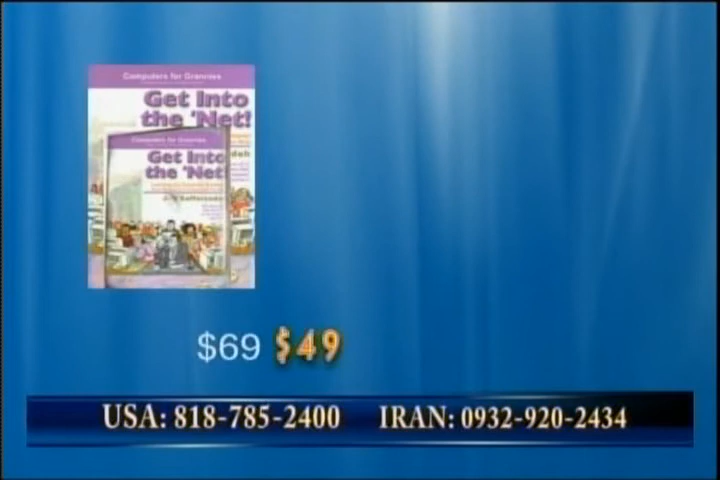 Computers for Grannies
Get Into
the 'Net!
Computers for Grannies
Get Into
the 'Net!
$69 $49
USA: 818-785-2400 IRAN: 0932-920-2434